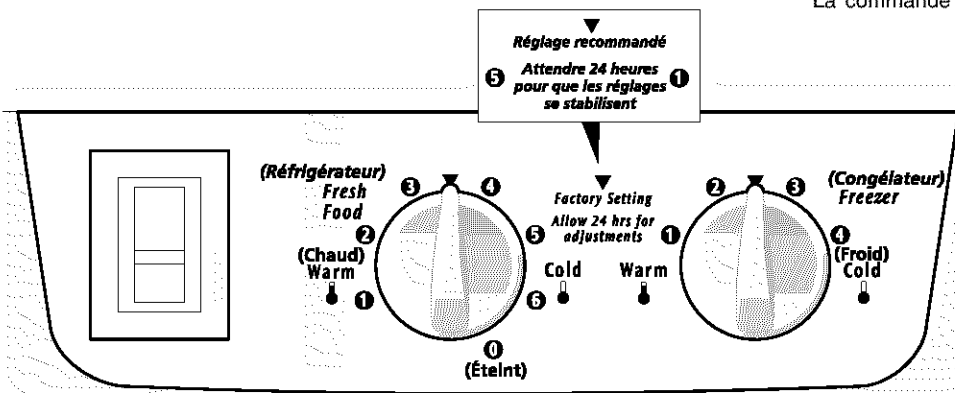 La commande
Réglage recommandé
5 Attendre 24 heures 1
pour que les réglages
se stabilisent
(Réfrigérateur)
Fresh
Food
3
4
2
5
(Chaud)
Warm
1
6
Cold
0
(Éteint)
Factory Setting
Allow 24 hrs for
adjustments
2
3
1
4
Warm
(Congélateur)
Freezer
(Froid)
Cold